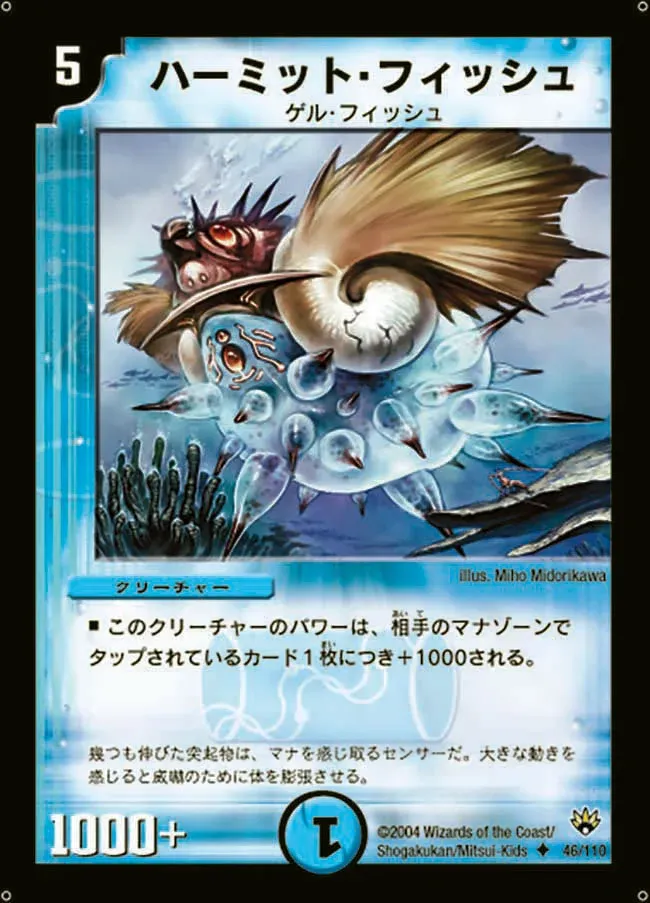 5
ハーミット・フィッシュ
ゲル・フィッシュ
illus. Miho Midorikawa
クリーチャー
■ このクリーチャーのパワーは、相手のマナゾーンで
タップされているカード1枚につき+1000される。
幾つも伸びた突起物は、マナを感じ取るセンサーだ。大きな動きを
感じると威嚇のために体を膨張させる。
1000+
1
©2004 Wizards of the Coast/
Shogakukan/Mitsui-Kids ♦ 46/110